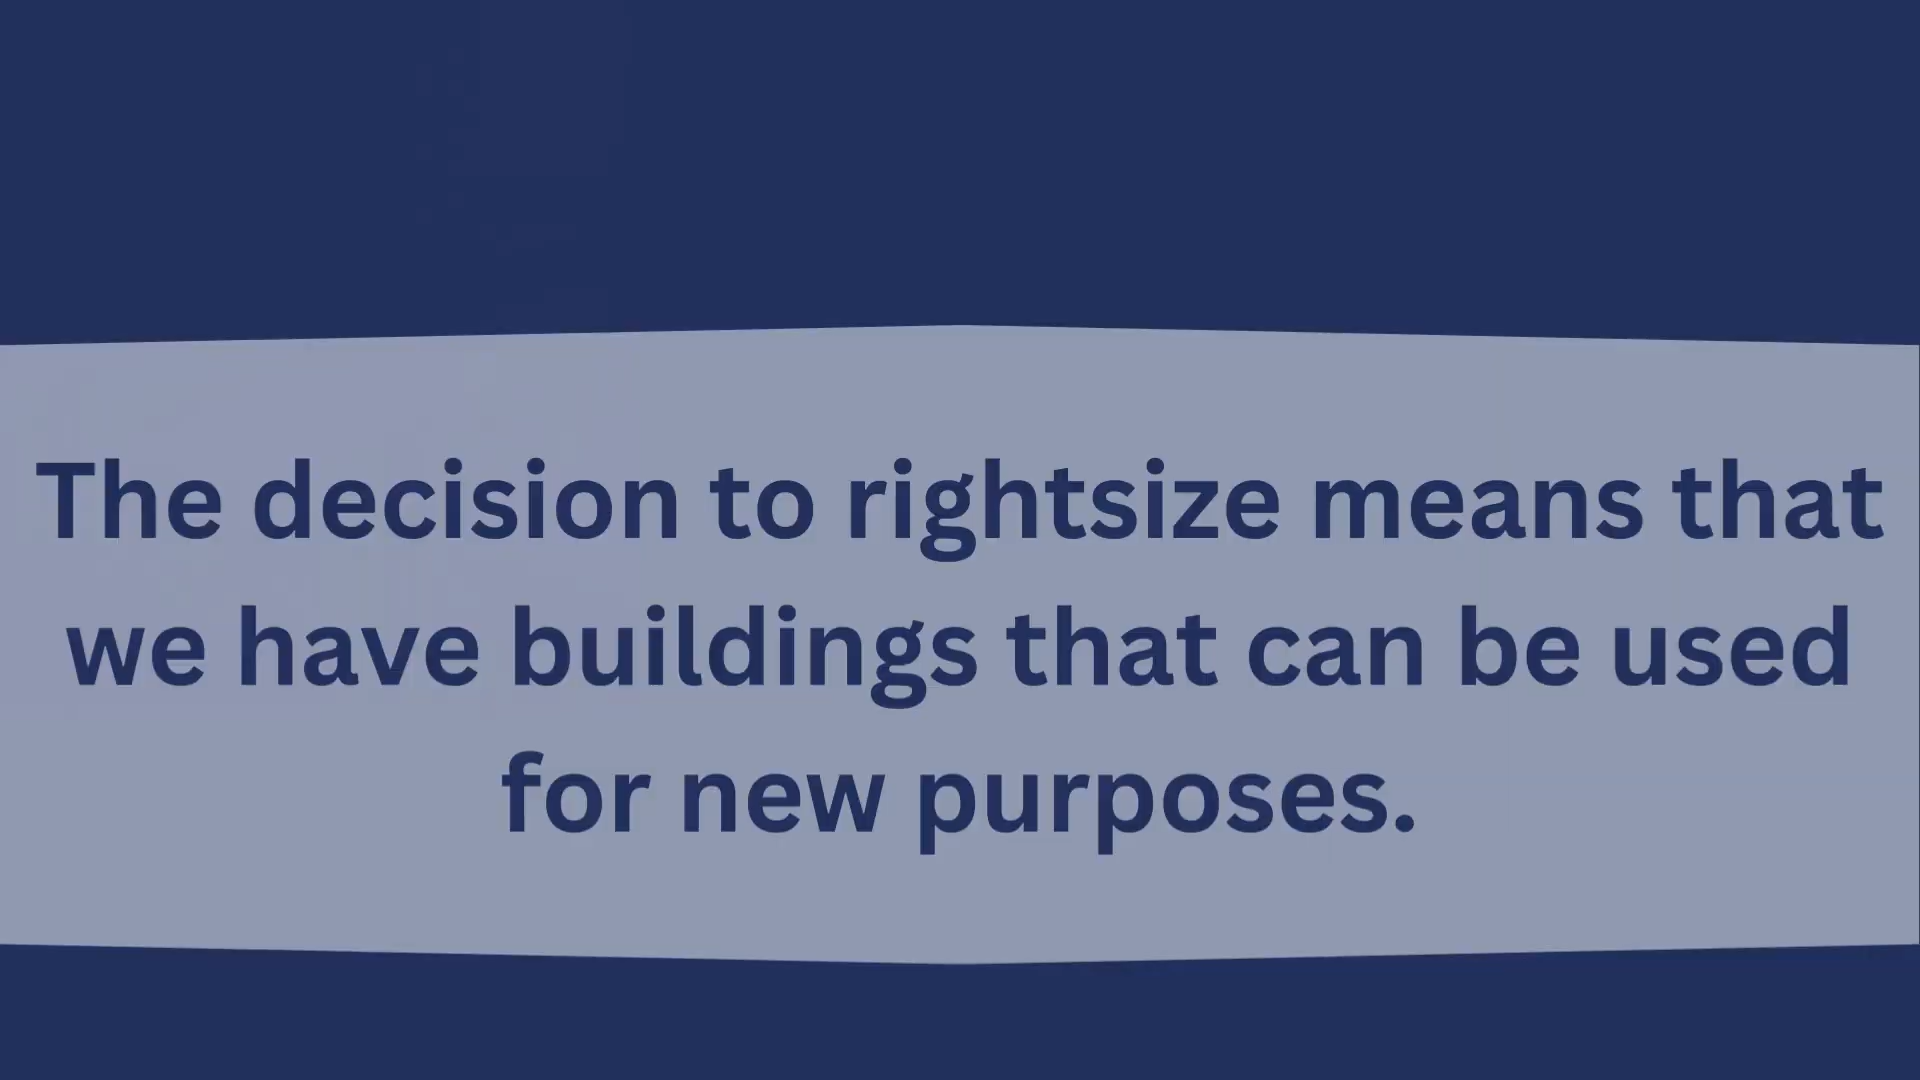 The decision to rightsize means that
we have buildings that can be used
for new purposes.